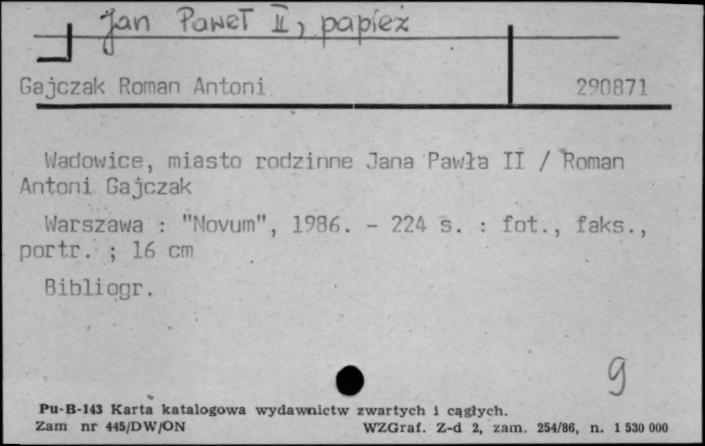 Jan Paweł II, papież
Gajczak Roman Antoni 290871
Wadowice, miasto rodzinne Jana Pawła II / Roman
Antoni Gajczak
Warszawa : "Novum", 1986. - 224 s. : fot., faks.,
portr. ; 16 cm
Bibliogr.
9
Pu-B-143 Karta katalogowa wydawnictw zwartych i ciągłych.
Zam nr 445/DW/ON WZGraf. Z-d 2, zam. 254/86, n. 1 530 000